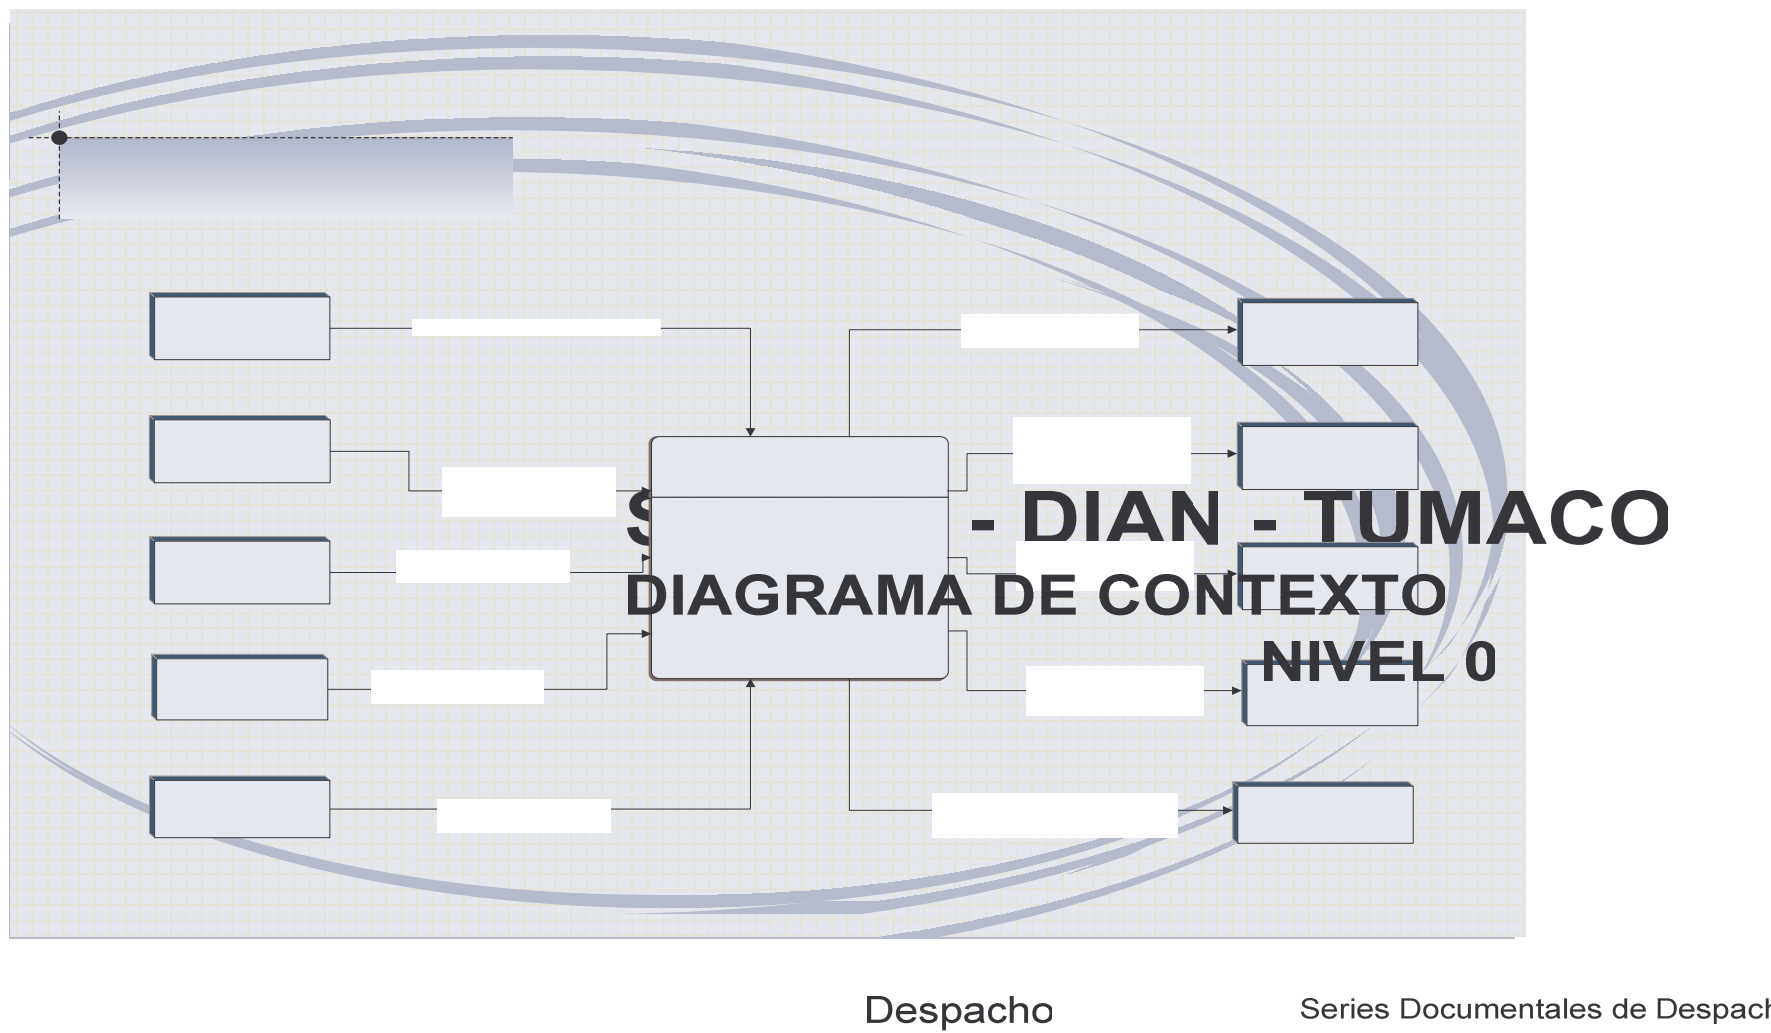 - DIAN - TUMACO
DIAGRAMA DE CONTEXTO
NIVEL 0
Despacho
Series Documentales de Despach